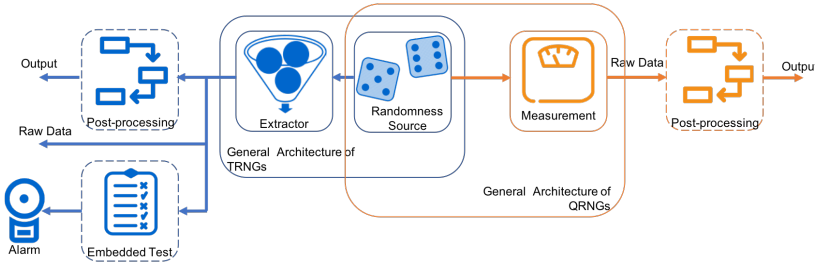 Output
Post-processing
Raw Data
Alarm
Embedded Test
Extractor
General Architecture of
TRNGs
Randomness
Source
Measurement
General Architecture of
QRNGs
Raw Data
Post-processing
Outpu